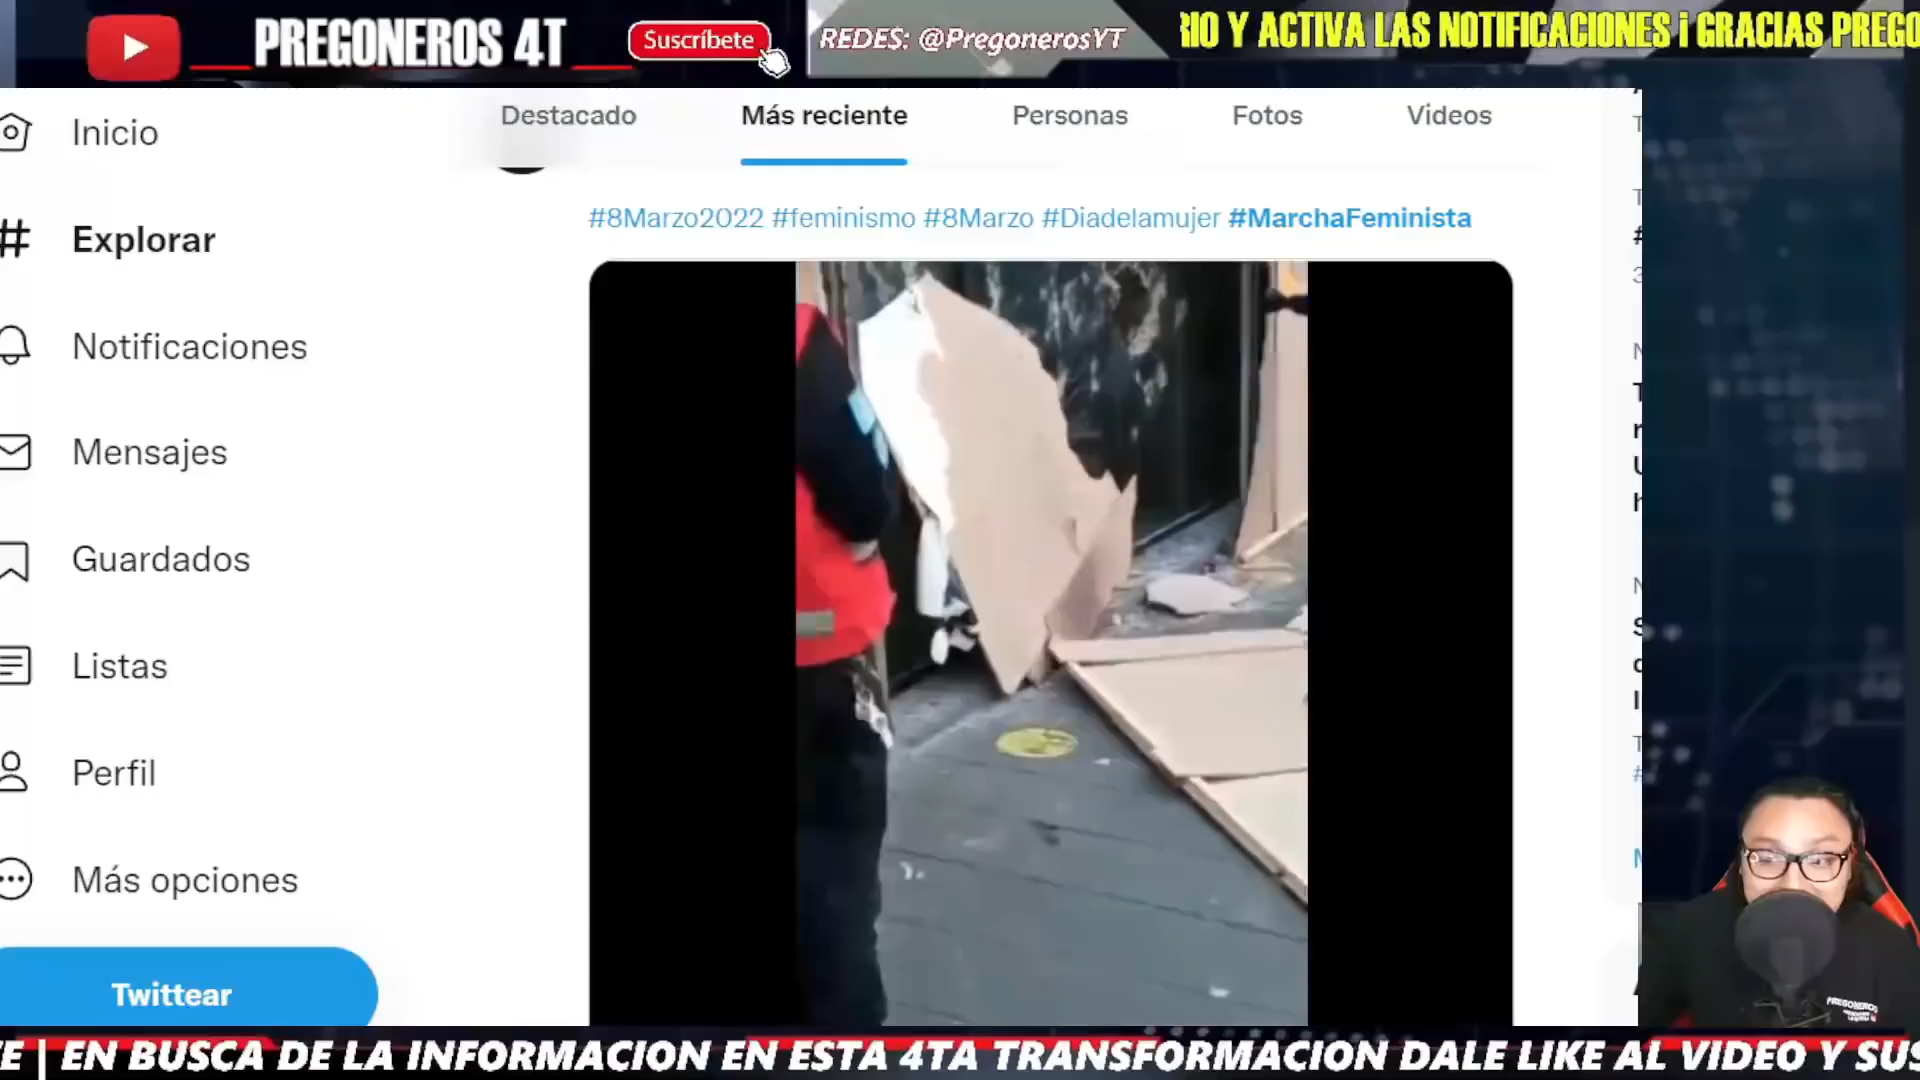 PREGONEROS 4T
Suscríbete
REDES: @PregonerosYT
RIO Y ACTIVA LAS NOTIFICACIONES ¡ GRACIAS PREGO
Inicio
Explorar
Notificaciones
Mensajes
Guardados
Listas
Perfil
Más opciones
Twittear
Destacado
Más reciente
Personas
Fotos
Videos
#8Marzo2022 #feminismo #8Marzo #Diadelamujer #MarchaFeminista
PREGONEROS
E | EN BUSCA DE LA INFORMACION EN ESTA 4TA TRANSFORMACION DALE LIKE AL VIDEO Y SUS